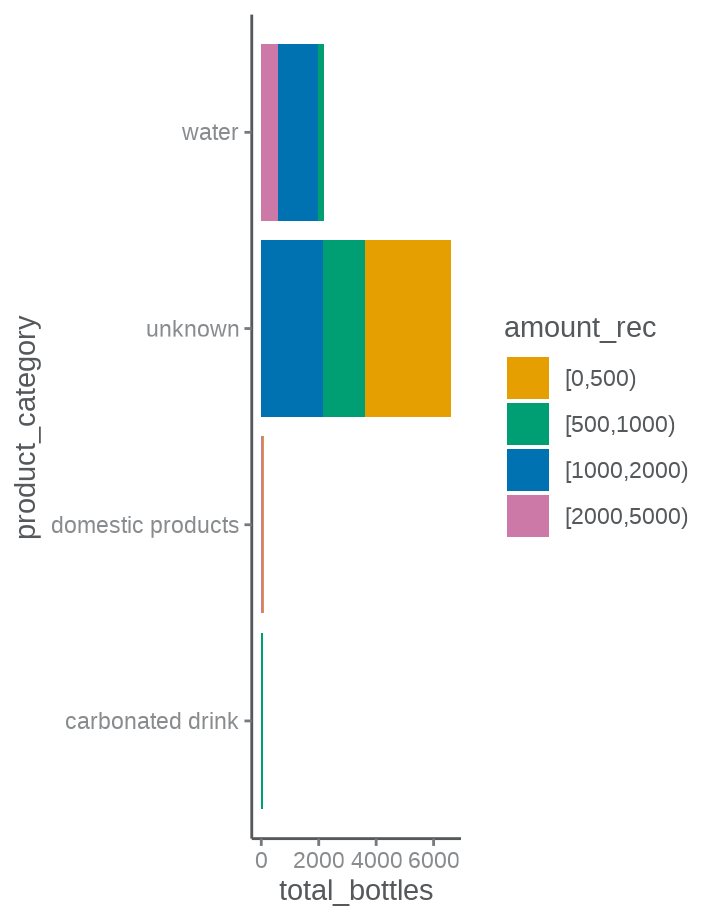 product_category
water
unknown
domestic products
carbonated drink
0 2000 4000 6000
total_bottles
amount_rec
[0,500)
[500,1000)
[1000,2000)
[2000,5000)